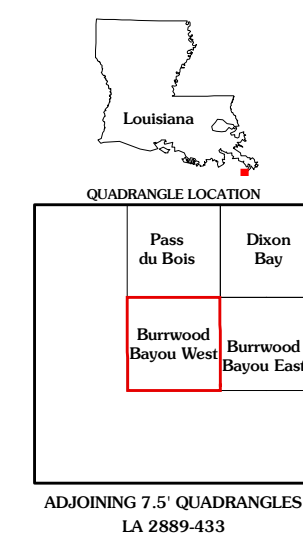 Louisiana
QUADRANGLE LOCATION
Pass
du Bois
Dixon
Bay
Burrwood
Bayou West
Burrwood
Bayou East
ADJOINING 7.5' QUADRANGLES
LA 2889-433